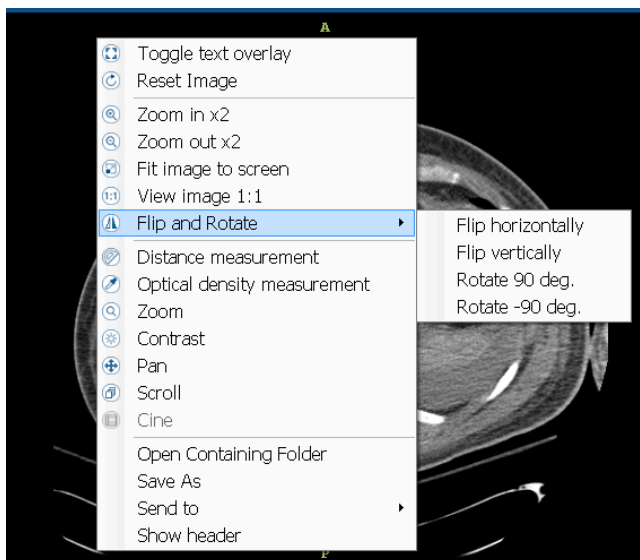 A
Toggle text overlay
Reset Image
Zoom in x2
Zoom out x2
Fit image to screen
1:1 View image 1:1
Flip and Rotate
Flip horizontally
Flip vertically
Rotate 90 deg.
Rotate -90 deg.
Distance measurement
Optical density measurement
Zoom
Contrast
Pan
Scroll
Cine
Open Containing Folder
Save As
Send to
Show header
P